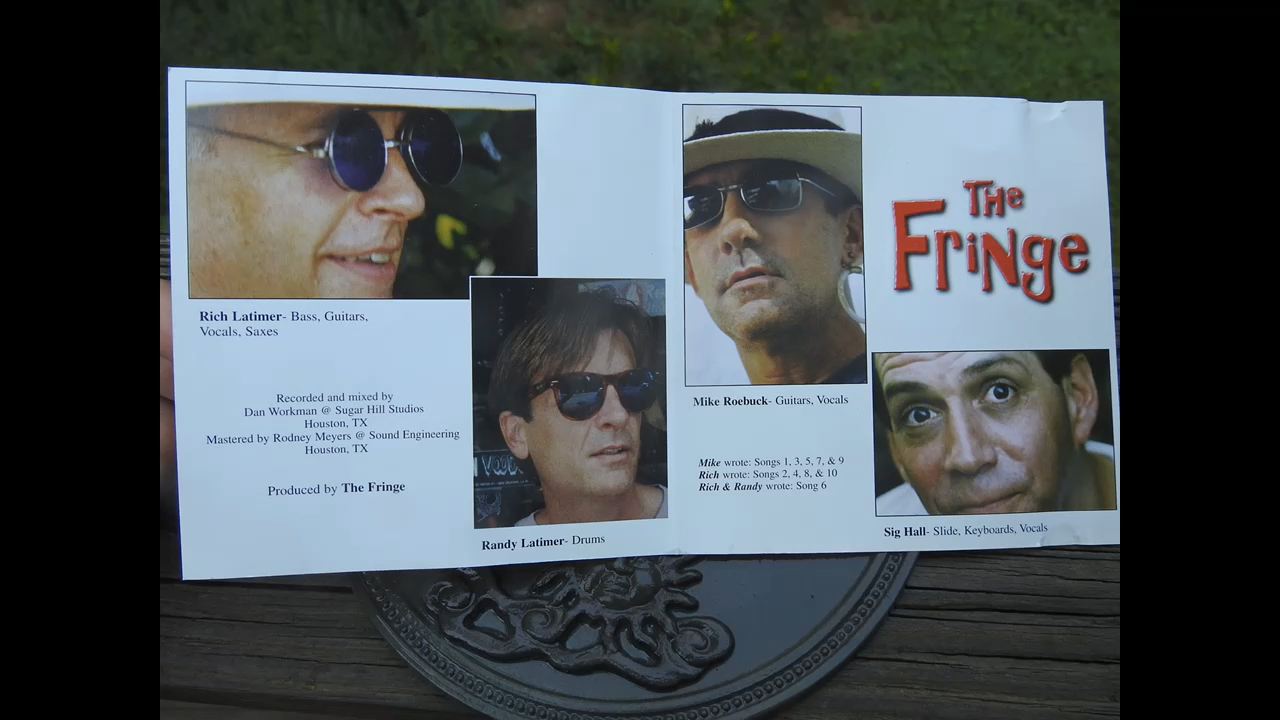 Rich Latimer- Bass, Guitars,
Vocals, Saxes
Recorded and mixed by
Dan Workman @ Sugar Hill Studios
Houston, TX
Mastered by Rodney Meyers @ Sound Engineering
Houston, TX
Produced by The Fringe
Randy Latimer- Drums
Mike Roebuck- Guitars, Vocals
Mike wrote: Songs 1, 3, 5, 7, & 9
Rich wrote: Songs 2, 4, 8, & 10
Rich & Randy wrote: Song 6
THe
FriNge
Sig Hall- Slide, Keyboards, Vocals